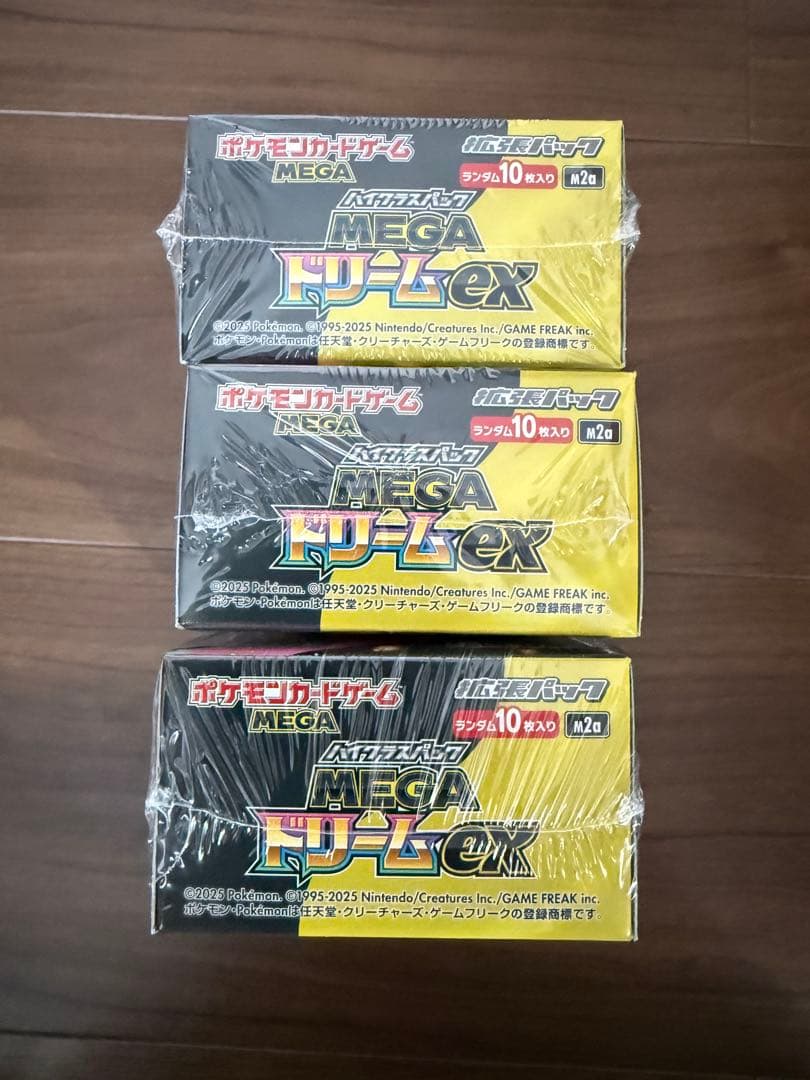 ポケモンカードゲーム 拡張パック
MEGA ランダム10枚入り M2a
ハイクラスパック
MEGA
ドリームex
©2025 Pokémon. ©1995-2025 Nintendo/Creatures Inc./GAME FREAK inc.
ポケモン・Pokémonは任天堂・クリーチャーズ・ゲームフリークの登録商標です。
ポケモンカードゲーム 拡張パック
MEGA ランダム10枚入り M2a
ハイクラスパック
MEGA
ドリームex
©2025 Pokémon. ©1995-2025 Nintendo/Creatures Inc./GAME FREAK inc.
ポケモン・Pokémonは任天堂・クリーチャーズ・ゲームフリークの登録商標です。
ポケモンカードゲーム 拡張パック
MEGA ランダム10枚入り M2a
ハイクラスパック
MEGA
ドリームex
©2025 Pokémon. ©1995-2025 Nintendo/Creatures Inc./GAME FREAK inc.
ポケモン・Pokémonは任天堂・クリーチャーズ・ゲームフリークの登録商標です。